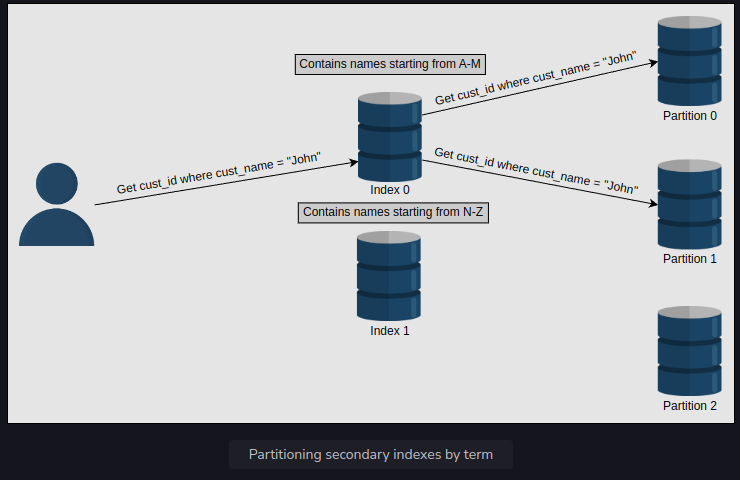 Contains names starting from A-M
Get cust_id where cust_name = "John"
Partition 0
Get cust_id where cust_name = "John"
Get cust_id where cust_name = "John"
Index 0
Contains names starting from N-Z
Partition 1
Index 1
Partition 2
Partitioning secondary indexes by term